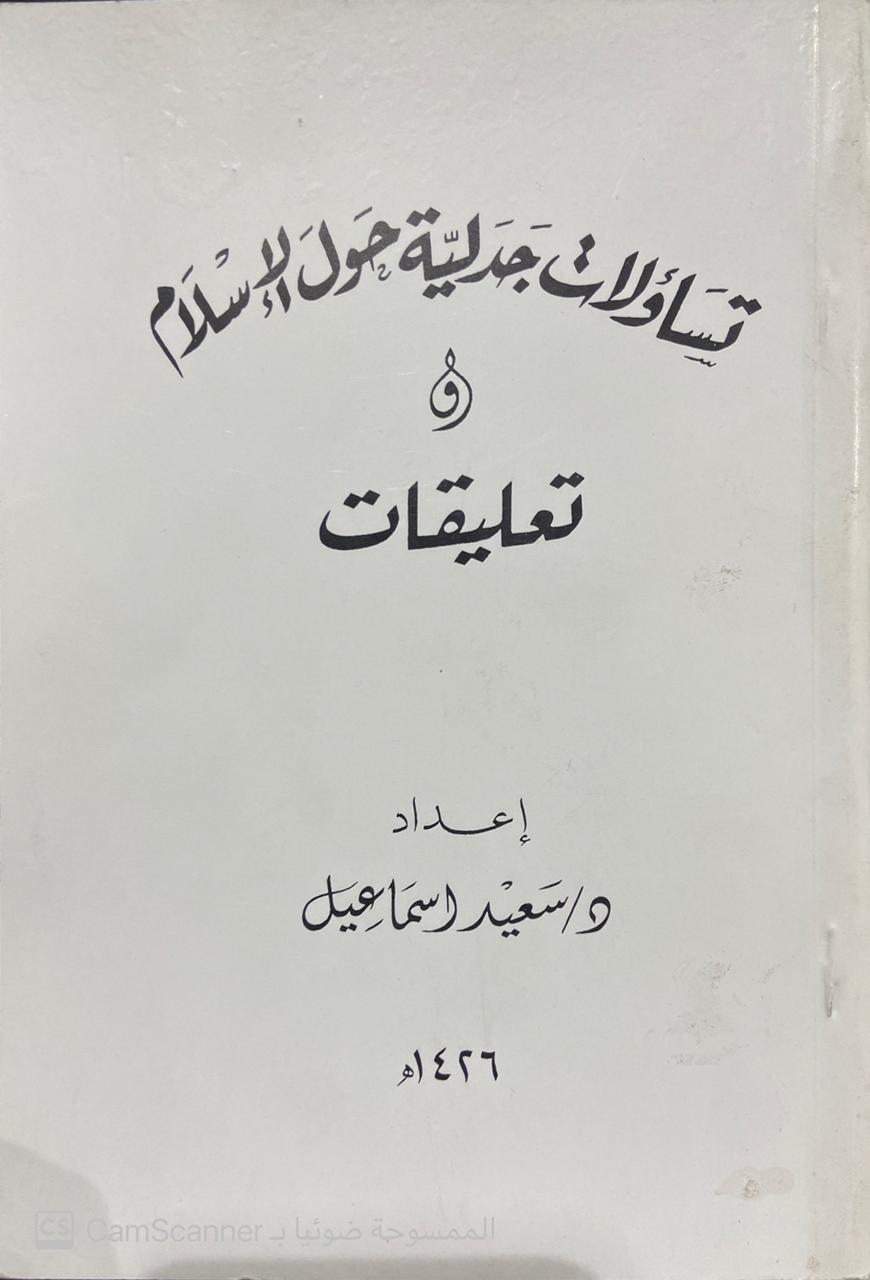 تساؤلات جدلية حول الإسلام
و
تعليقات
إعداد
د/سعيد اسماعيل
١٤٢٦هـ
CS CamScanner الممسوحة ضوئيا بـ